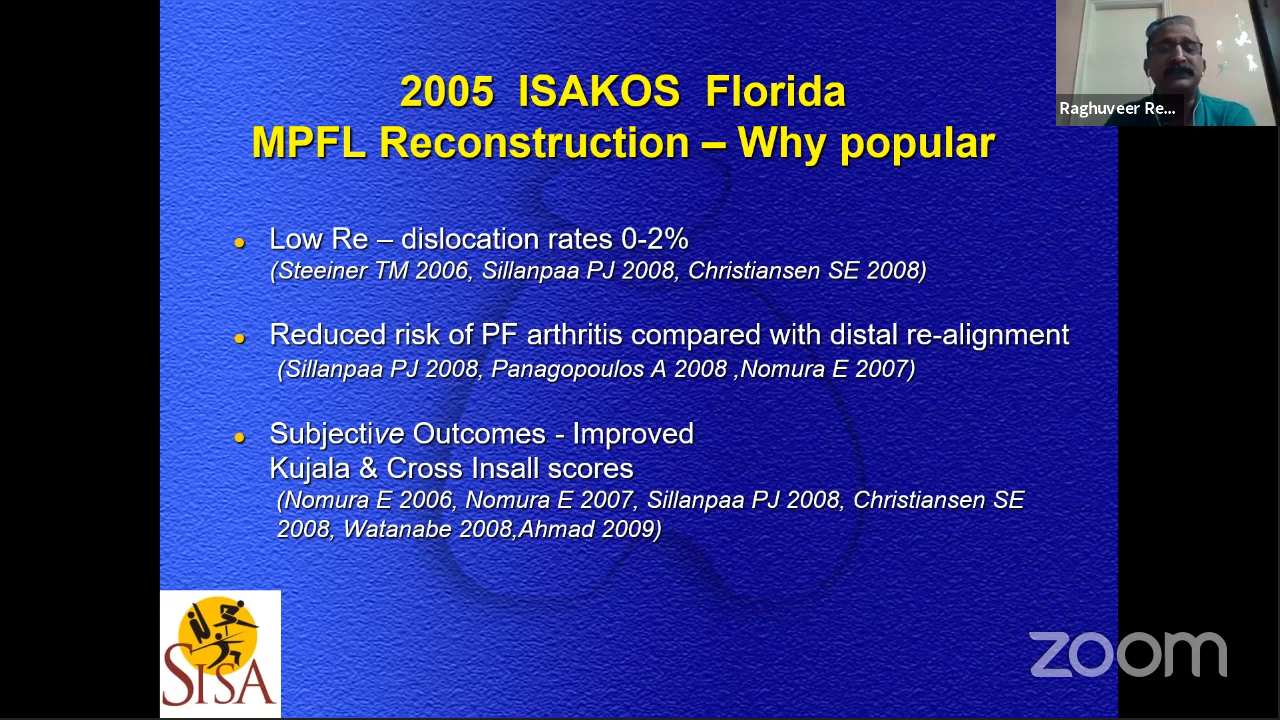 2005 ISAKOS Florida
MPFL Reconstruction – Why popular
Raghuveer Re...
Low Re – dislocation rates 0-2%
(Steeiner TM 2006, Sillanpaa PJ 2008, Christiansen SE 2008)
Reduced risk of PF arthritis compared with distal re-alignment
(Sillanpaa PJ 2008, Panagopoulos A 2008 ,Nomura E 2007)
Subjective Outcomes - Improved
Kujala & Cross Insall scores
(Nomura E 2006, Nomura E 2007, Sillanpaa PJ 2008, Christiansen SE
2008, Watanabe 2008,Ahmad 2009)
SISA
zoom